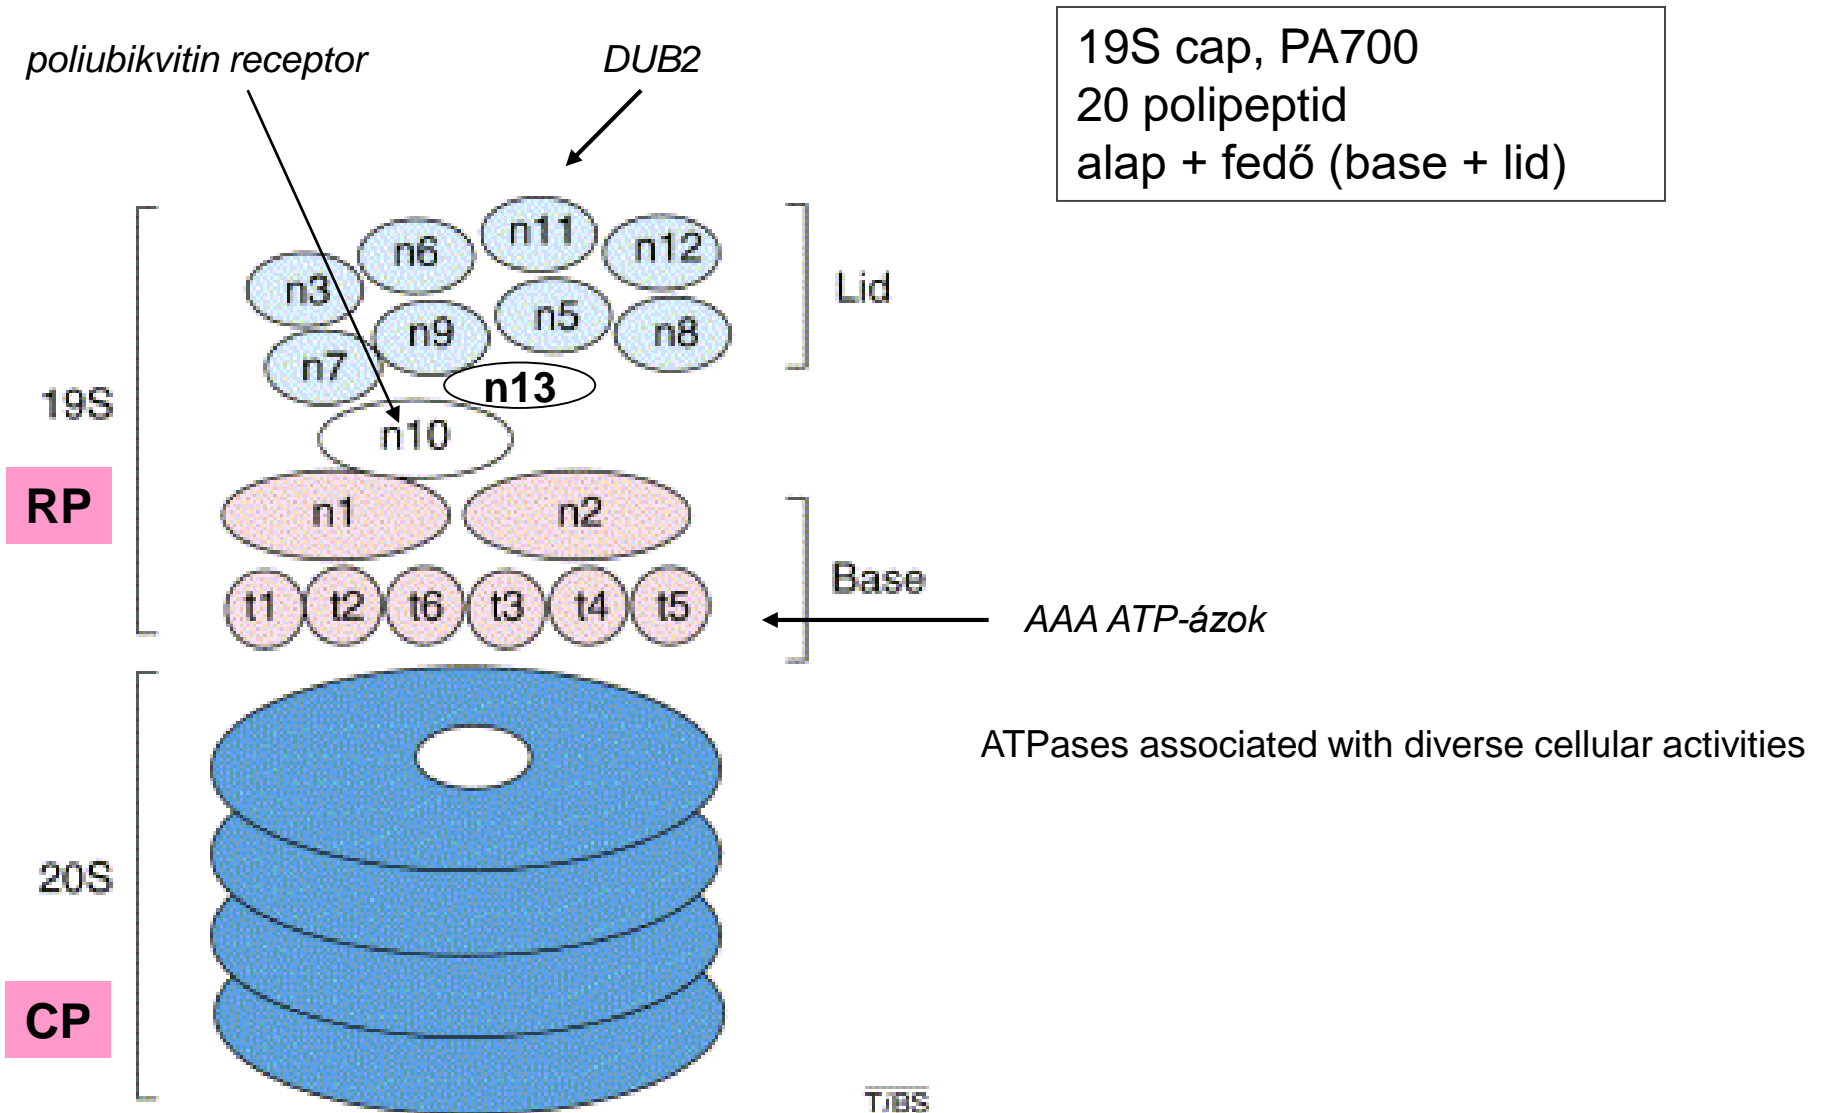 poliubikvitin receptor
DUB2
19S cap, PA700
20 polipeptid
alap + fedő (base + lid)
n11
n6
n12
n3
Lid
n5
n9
n8
n7
n13
19S
n10
RP
n1
n2
Base
t1
t2
t6
t3
t4
t5
AAA ATP-ázok
ATPases associated with diverse cellular activities
20S
CP
TiBS